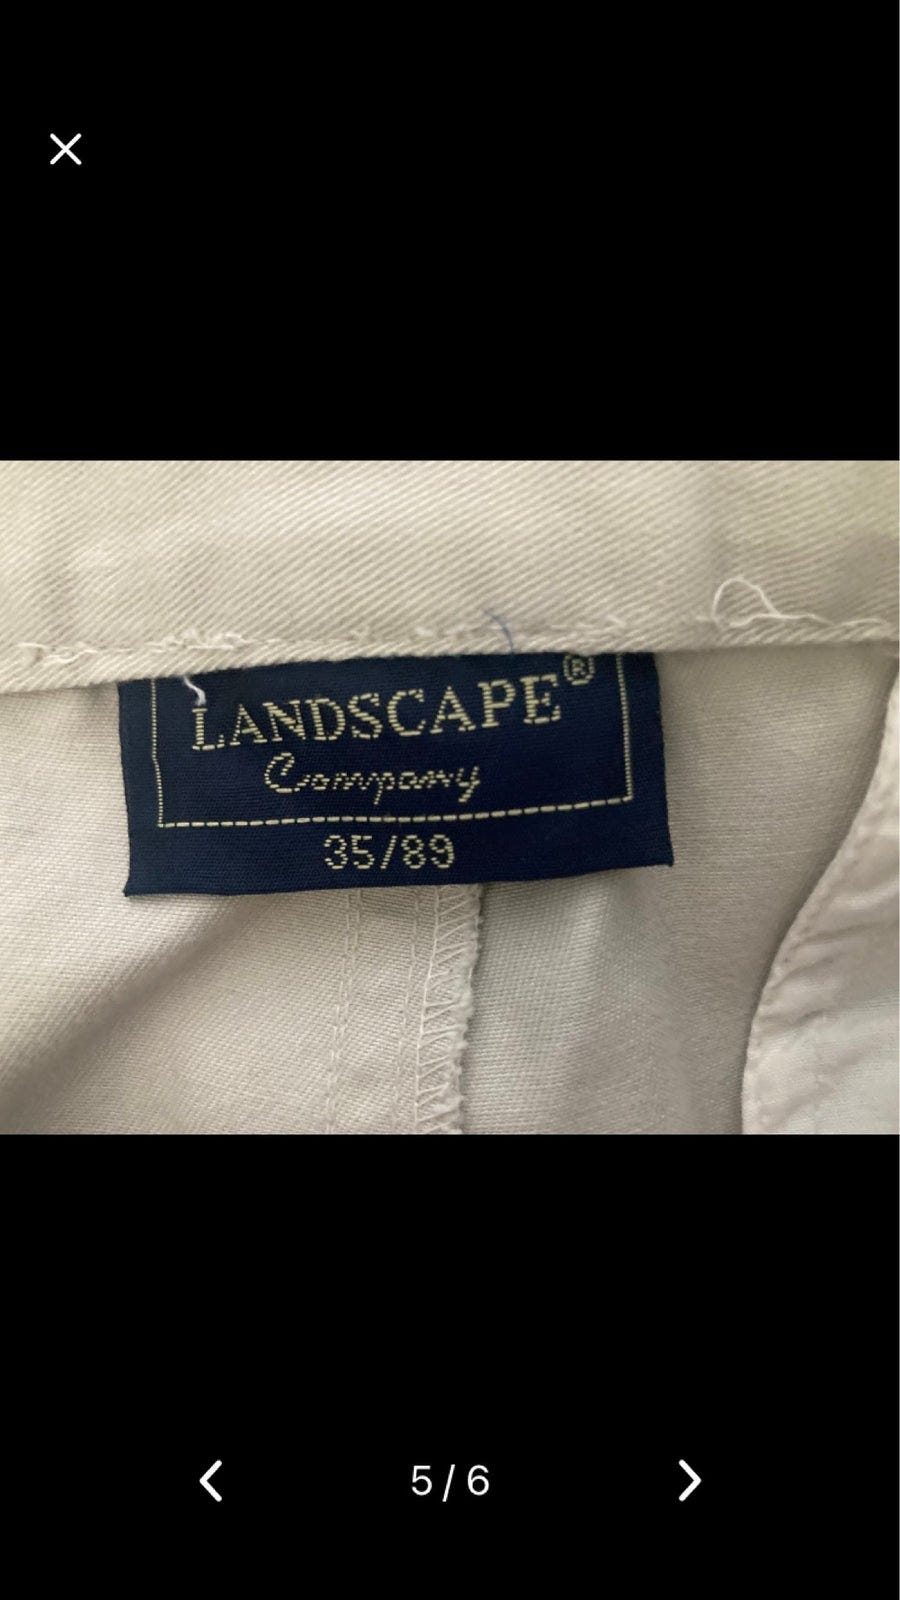 LANDSCAPE®
Company
35/89
5 / 6